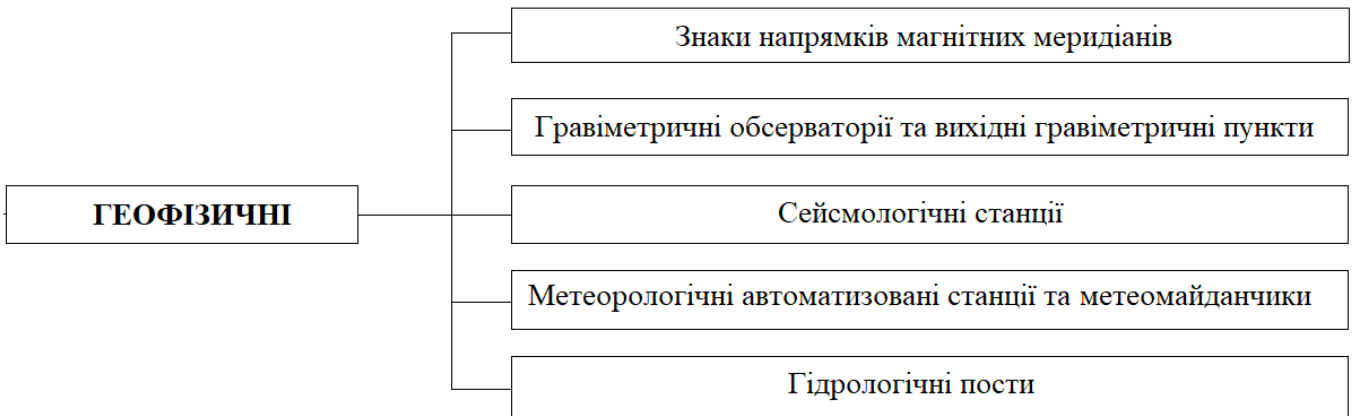 Знаки напрямків магнітних меридіанів
Гравіметричні обсерваторії та вихідні гравіметричні пункти
ГЕОФІЗИЧНІ
Сейсмологічні станції
Метеорологічні автоматизовані станції та метеомайданчики
Гідрологічні пости